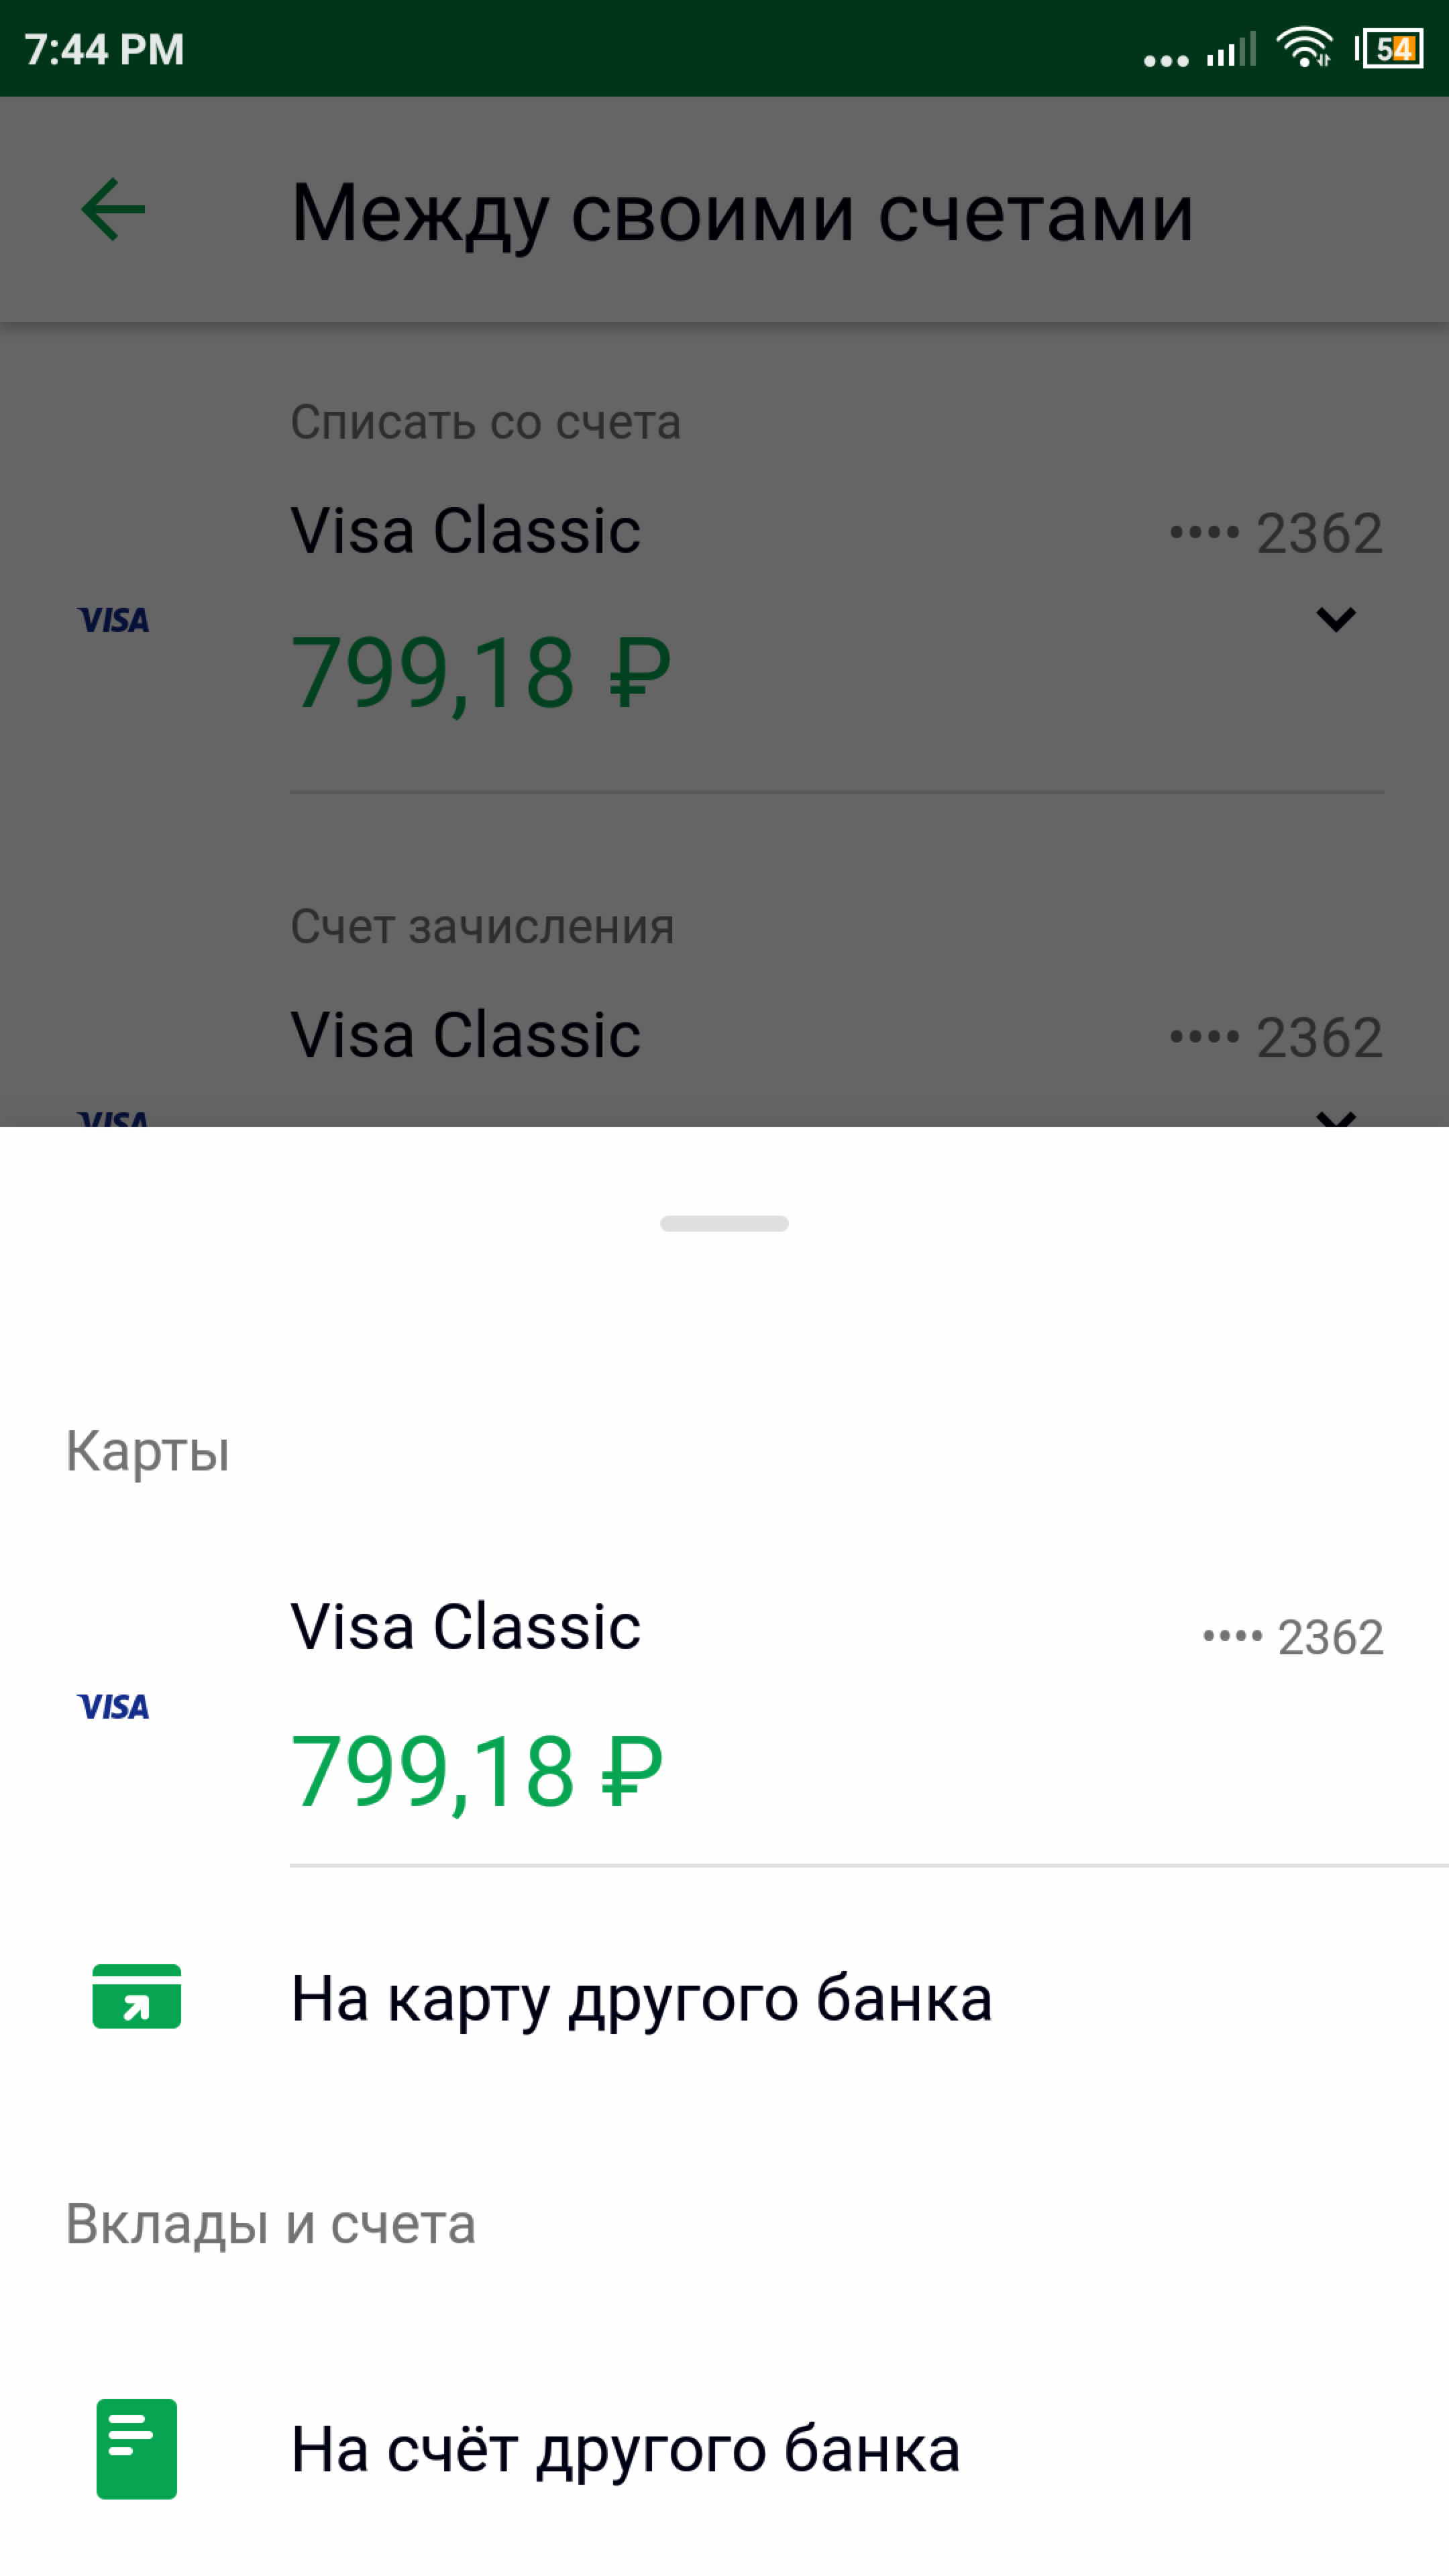 7:44 PM
54
Между своими счетами
Списать со счета
Visa Classic
•••• 2362
VISA
799,18 ₽
Счет зачисления
Visa Classic
•••• 2362
VISA
Карты
Visa Classic
•••• 2362
VISA
799,18 ₽
На карту другого банка
Вклады и счета
На счёт другого банка